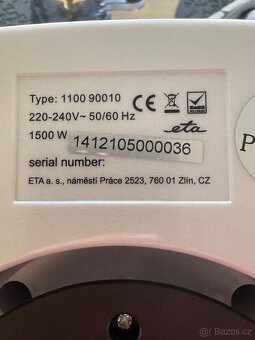 Type: 1100 90010
220-240V~ 50/60 Hz
1500 W
eta
1412105000036
serial number:
ETA a. s., náměstí Práce 2523, 760 01 Zlín, CZ
P
Bazoš.cz